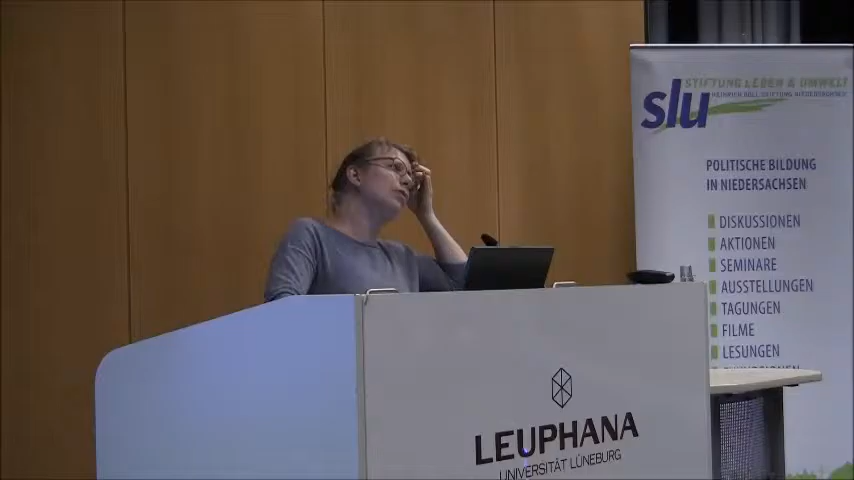 STIFTUNG LEBEN & UMWELT
HEINRICH BÖLL STIFTUNG NIEDERSACHSEN
slu
POLITISCHE BILDUNG
IN NIEDERSACHSEN
DISKUSSIONEN
AKTIONEN
SEMINARE
AUSSTELLUNGEN
TAGUNGEN
FILME
LESUNGEN
LEUPHANA
UNIVERSITÄT LÜNEBURG